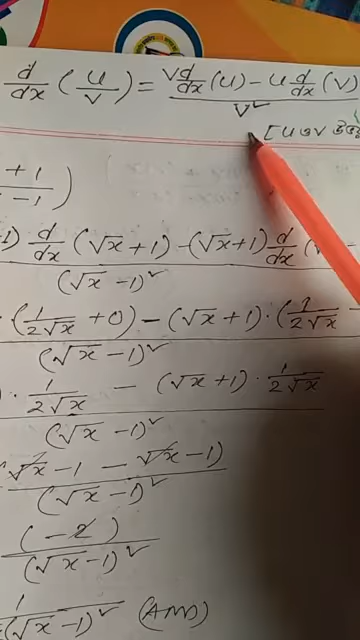 d/dx (u/v) = (v d/dx (u) - u d/dx (v)) / v²
[u ও v
+1 / -1)
1) d/dx (√x + 1) - (√x + 1) d/dx (√
(√x - 1)²
(1/2√x + 0) - (√x + 1) · (1/2√x -
(√x - 1)²
· 1/2√x - (√x + 1) · 1/2√x
(√x - 1)²
(√x - 1 - √x - 1)
(√x - 1)²
(-2)
(√x - 1)²
1 / (√x - 1)² (Ans)